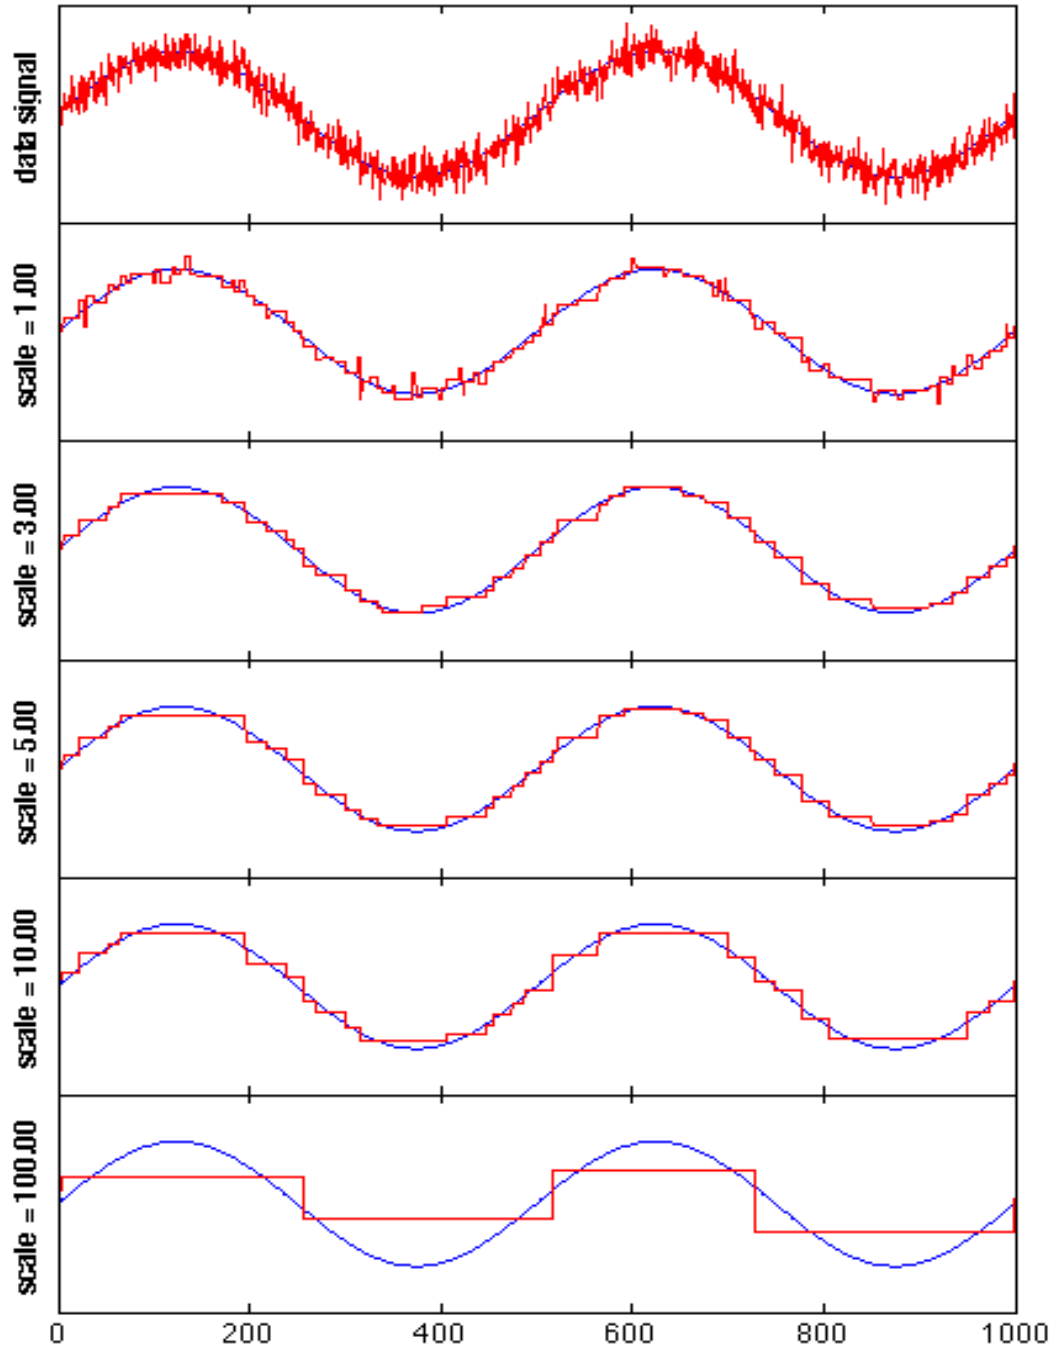 data signal
scale = 1.00
scale = 3.00
scale = 5.00
scale = 10.00
scale = 100.00
0 200 400 600 800 1000